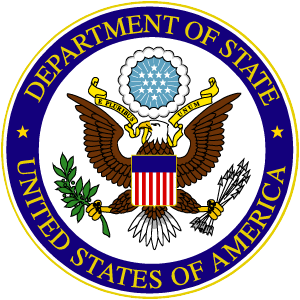 DEPARTMENT OF STATE
E PLURIBUS UNUM
UNITED STATES OF AMERICA